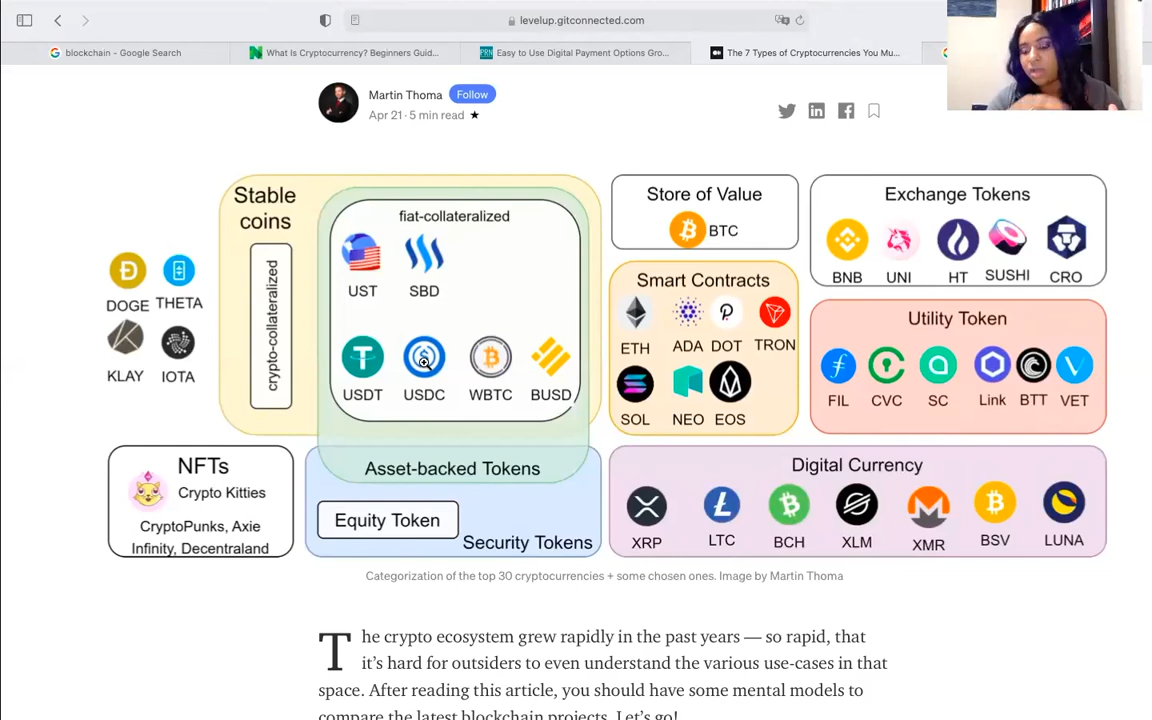 levelup.gitconnected.com
blockchain - Google Search
What Is Cryptocurrency? Beginners Guid...
Easy to Use Digital Payment Options Gro...
The 7 Types of Cryptocurrencies You Mu...
Martin Thoma
Follow
Apr 21 · 5 min read ★
Stable
coins
crypto-collateralized
fiat-collateralized
UST
SBD
USDT
USDC
WBTC
BUSD
DOGE
THETA
KLAY
IOTA
Store of Value
BTC
Exchange Tokens
BNB
UNI
HT
SUSHI
CRO
Smart Contracts
ETH
ADA
DOT
TRON
SOL
NEO
EOS
Utility Token
FIL
CVC
SC
Link
BTT
VET
NFTs
Crypto Kitties
CryptoPunks, Axie
Infinity, Decentraland
Asset-backed Tokens
Equity Token
Security Tokens
Digital Currency
XRP
LTC
BCH
XLM
XMR
BSV
LUNA
Categorization of the top 30 cryptocurrencies + some chosen ones. Image by Martin Thoma
The crypto ecosystem grew rapidly in the past years — so rapid, that
it's hard for outsiders to even understand the various use-cases in that
space. After reading this article, you should have some mental models to
compare the latest blockchain projects. Let's go!